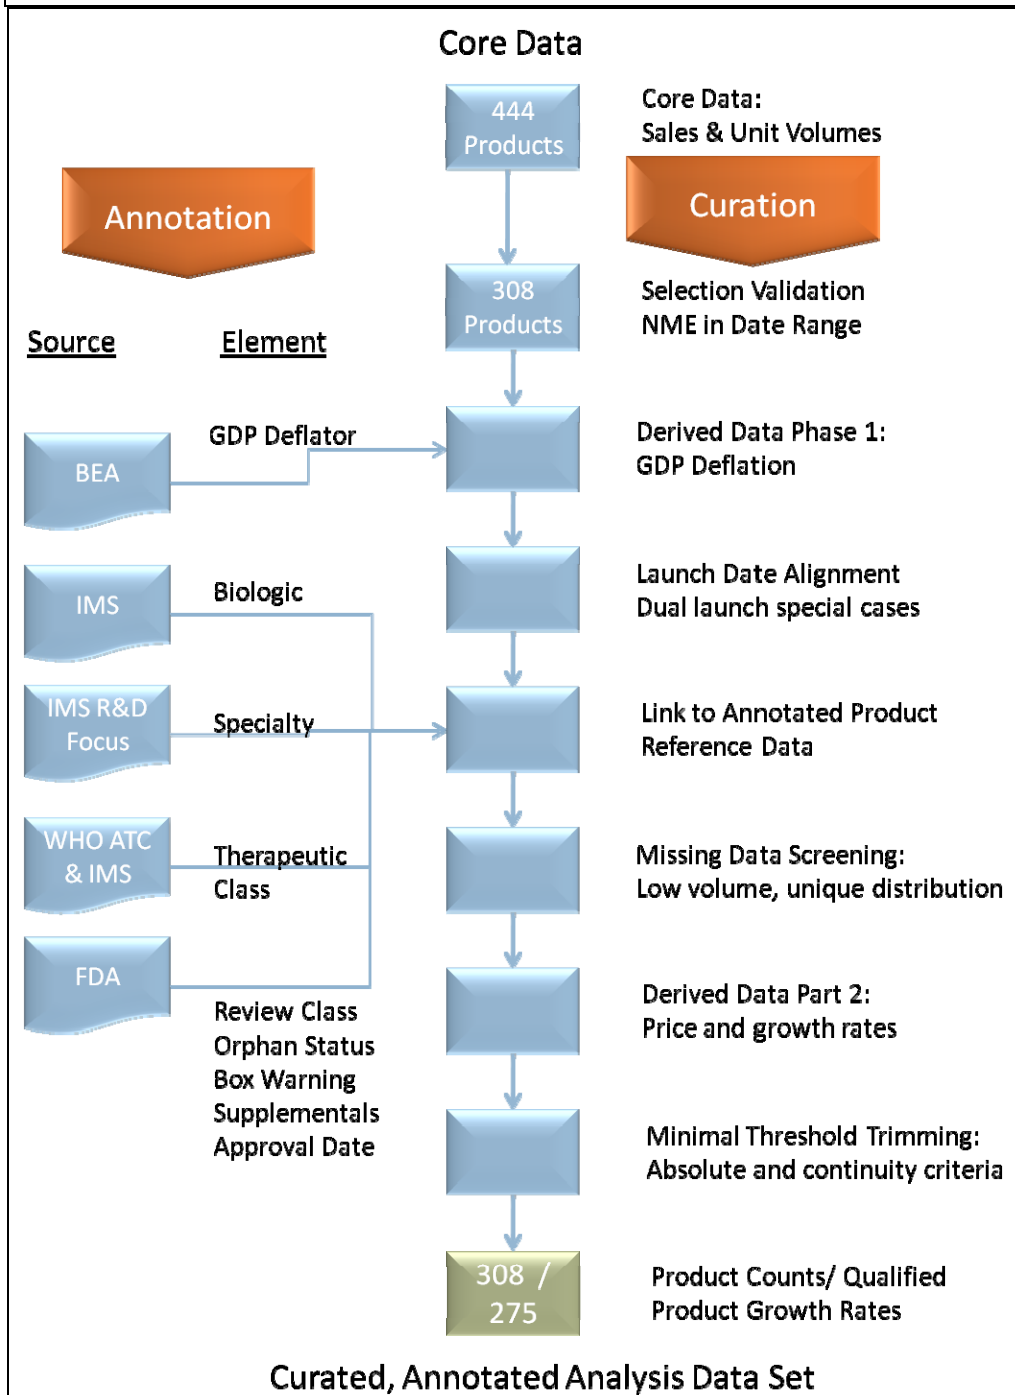 Core Data
444
Products
Core Data:
Sales & Unit Volumes
Annotation
Curation
308
Products
Selection Validation
NME in Date Range
Source
Element
GDP Deflator
BEA
Derived Data Phase 1:
GDP Deflation
IMS
Biologic
Launch Date Alignment
Dual launch special cases
IMS R&D
Focus
Specialty
Link to Annotated Product
Reference Data
WHO ATC
& IMS
Therapeutic
Class
Missing Data Screening:
Low volume, unique distribution
FDA
Review Class
Orphan Status
Box Warning
Supplementals
Approval Date
Derived Data Part 2:
Price and growth rates
Minimal Threshold Trimming:
Absolute and continuity criteria
308 /
275
Product Counts/ Qualified
Product Growth Rates
Curated, Annotated Analysis Data Set